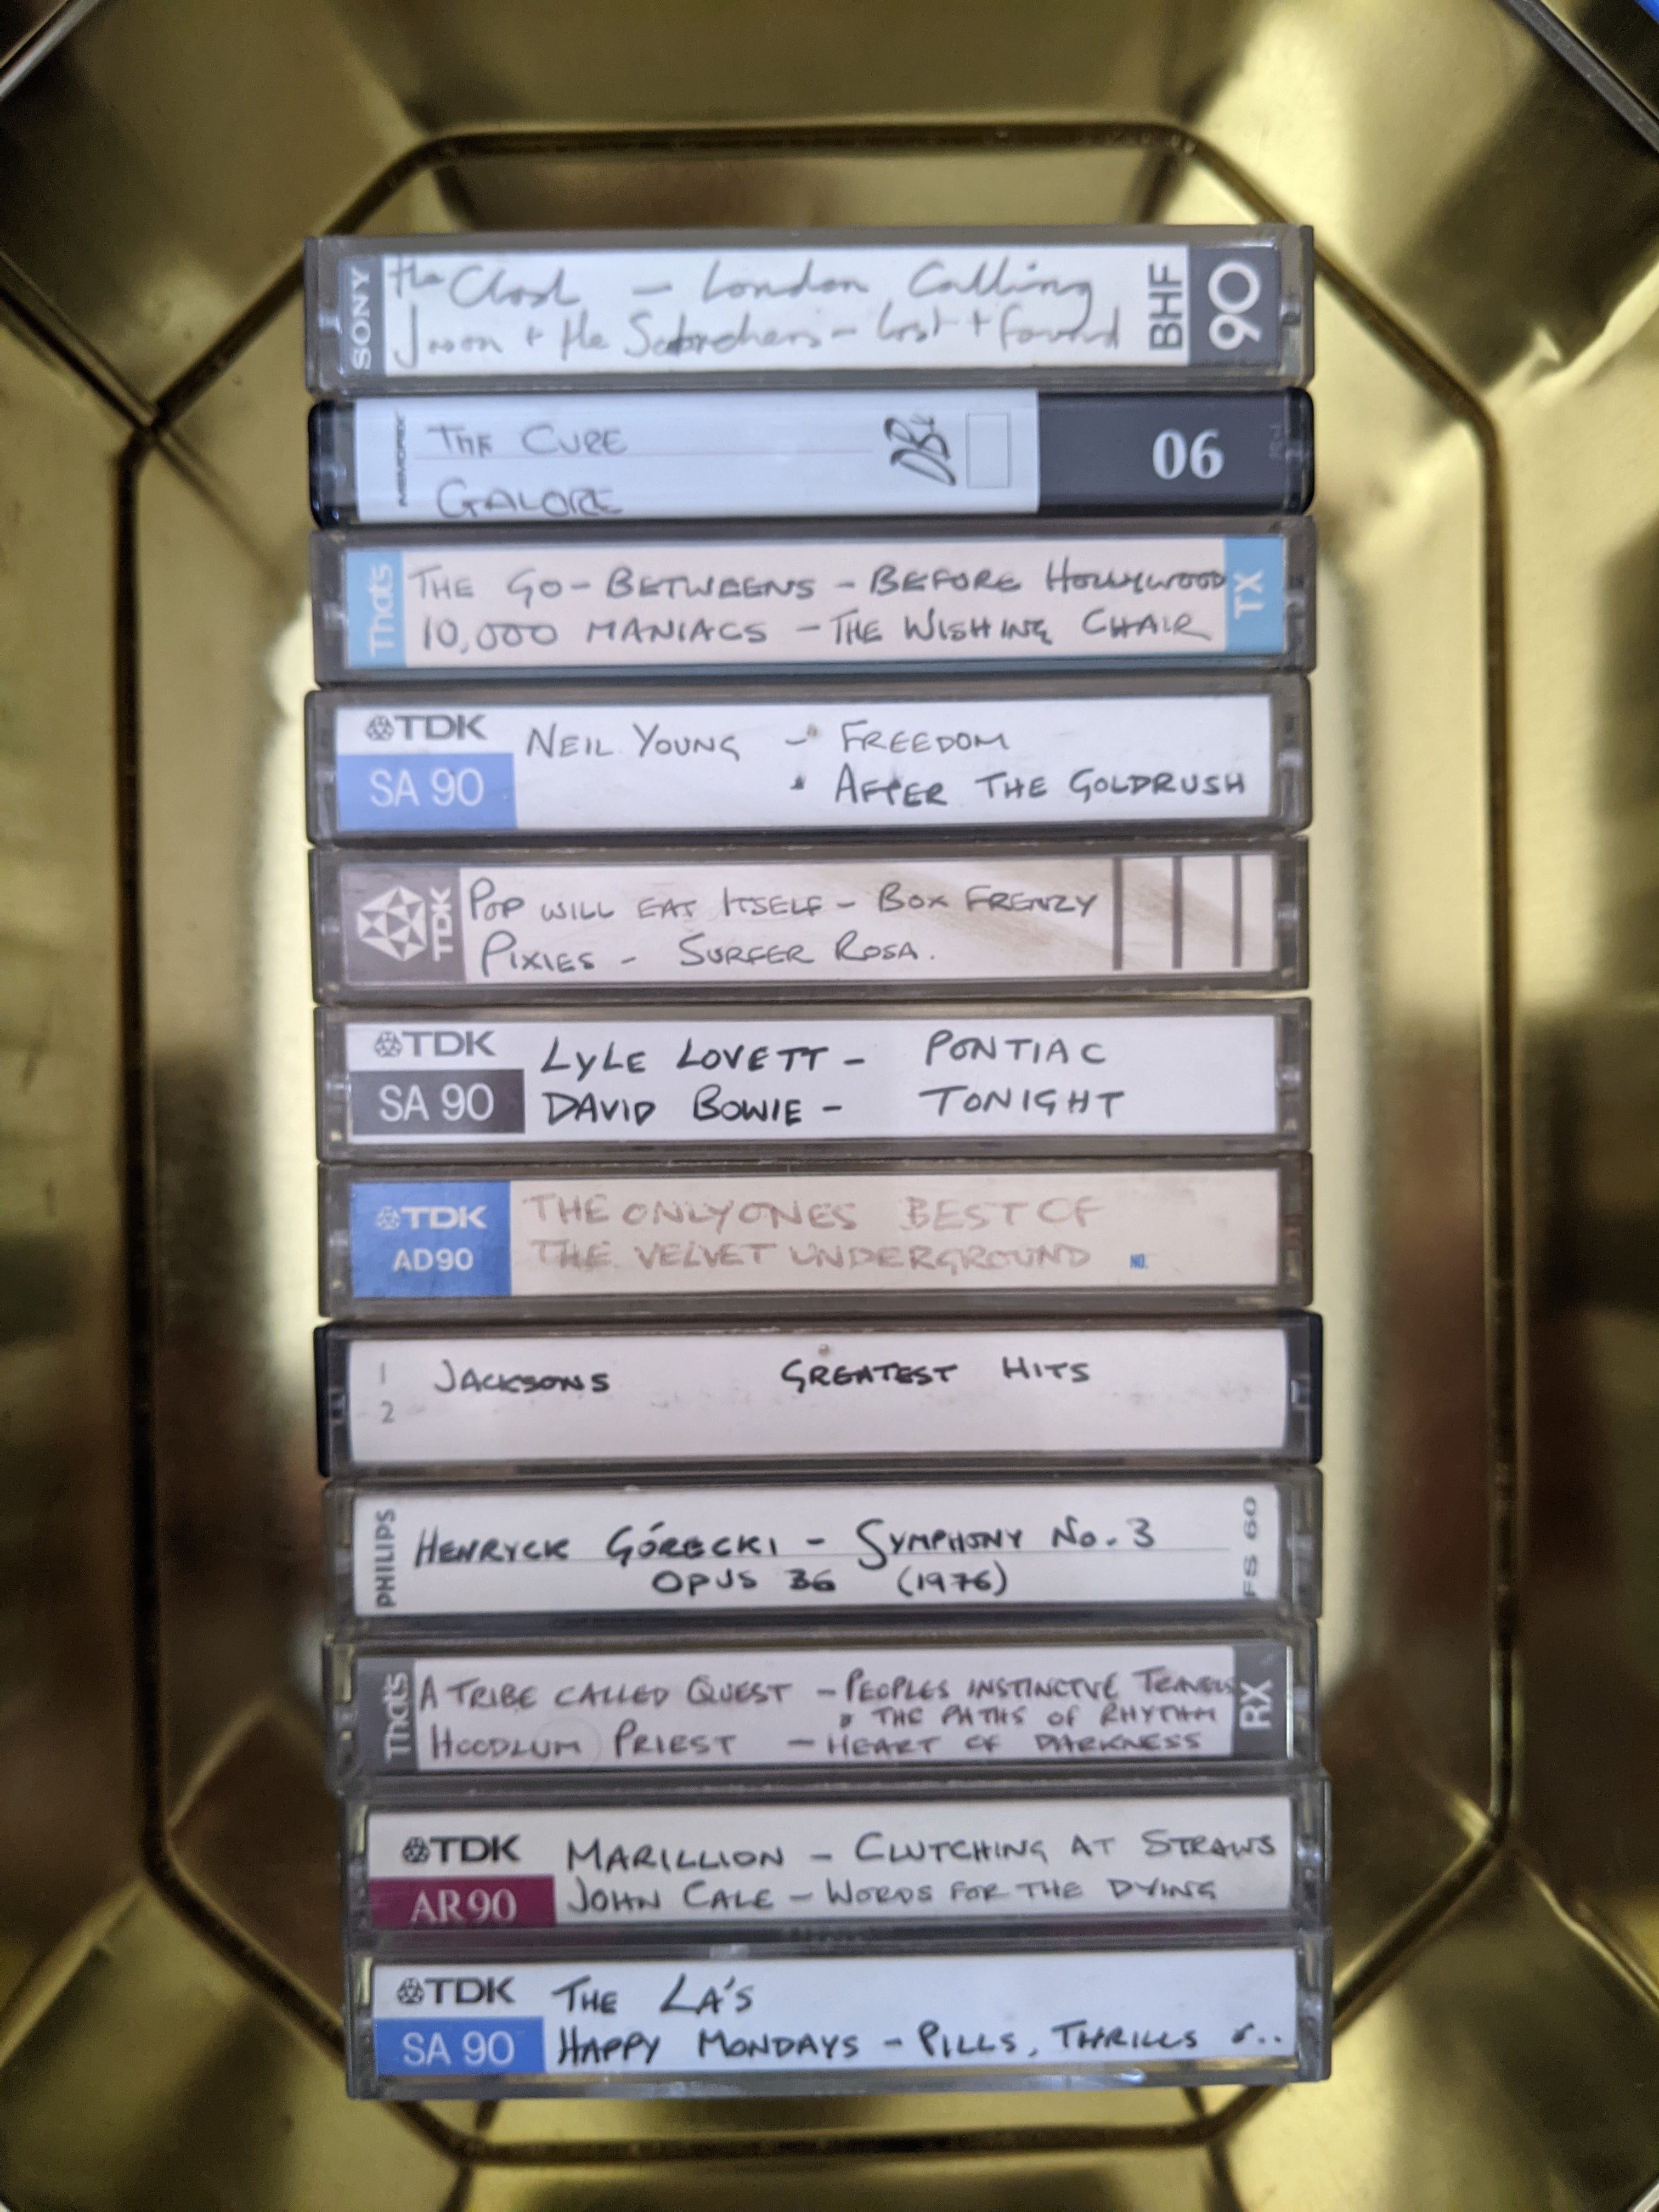 SONY
the Clash - London Calling
Jason + the Scorchers - Lost + Found
BHF
90
MEMOREX
THE CURE
GALORE
DBS
90
That's
THE GO-BETWEENS - BEFORE HOLLYWOOD
10,000 MANIACS - THE WISHING CHAIR
TX
TDK
SA 90
NEIL YOUNG - FREEDOM
• AFTER THE GOLDRUSH
TDK
POP WILL EAT ITSELF - BOX FRENZY
PIXIES - SURFER ROSA.
TDK
SA 90
LYLE LOVETT - PONTIAC
DAVID BOWIE - TONIGHT
TDK
AD90
THE ONLY ONES BEST OF
THE VELVET UNDERGROUND
NO.
1 JACKSONS GREATEST HITS
2
PHILIPS
HENRYCK GÓRECKI - SYMPHONY No. 3
OPUS 36 (1976)
FS 60
That's
A TRIBE CALLED QUEST - PEOPLES INSTINCTIVE TRAVELS
& THE PATHS OF RHYTHM
HOODLUM PRIEST - HEART OF DARKNESS
RX
TDK
AR90
MARILLION - CLUTCHING AT STRAWS
JOHN CALE - WORDS FOR THE DYING
TDK
SA 90
THE LA'S
HAPPY MONDAYS - PILLS, THRILLS &..